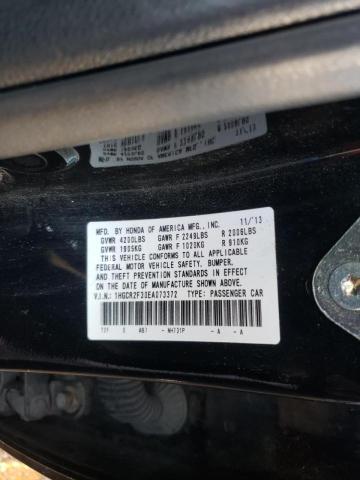 MFD. BY HONDA OF AMERICA MFG., INC. 11/'13
GVWR 4200LBS GAWR F 2249LBS R 2006LBS
GVWR 1905KG GAWR F 1020KG R 910KG
THIS VEHICLE CONFORMS TO ALL APPLICABLE
FEDERAL MOTOR VEHICLE SAFETY, BUMPER,
AND THEFT PREVENTION STANDARDS IN EFFECT ON
THE DATE OF MANUFACTURE SHOWN ABOVE.
V.I.N.: 1HGCR2F30EA073372 TYPE: PASSENGER CAR
NH731P - A - A